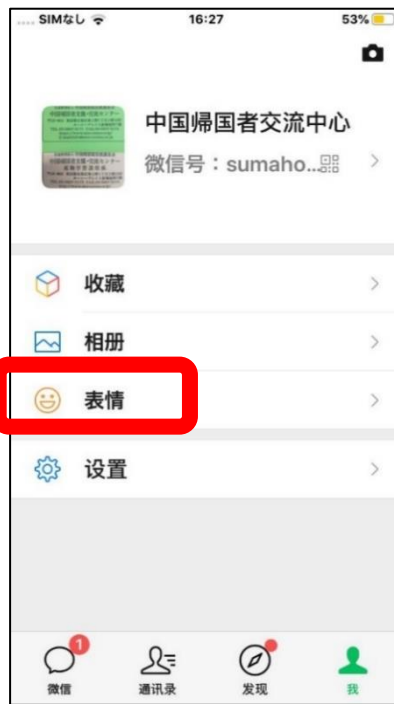 SIMなし 16:27 53%
中国帰国者交流中心
微信号：sumaho...
收藏
相册
表情
设置
1
微信 通讯录 发现 我